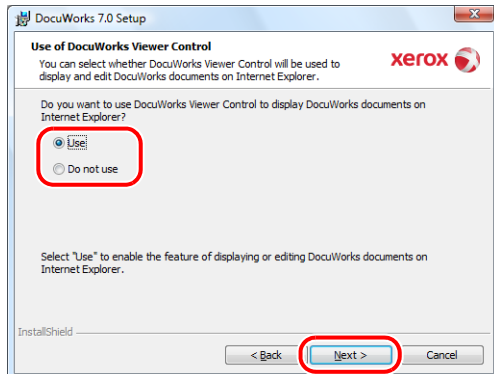 DocuWorks 7.0 Setup
Use of DocuWorks Viewer Control
You can select whether DocuWorks Viewer Control will be used to
display and edit DocuWorks documents on Internet Explorer.
xerox
Do you want to use DocuWorks Viewer Control to display DocuWorks documents on
Internet Explorer?
Use
Do not use
Select "Use" to enable the feature of displaying or editing DocuWorks documents on
Internet Explorer.
InstallShield
< Back
Next >
Cancel